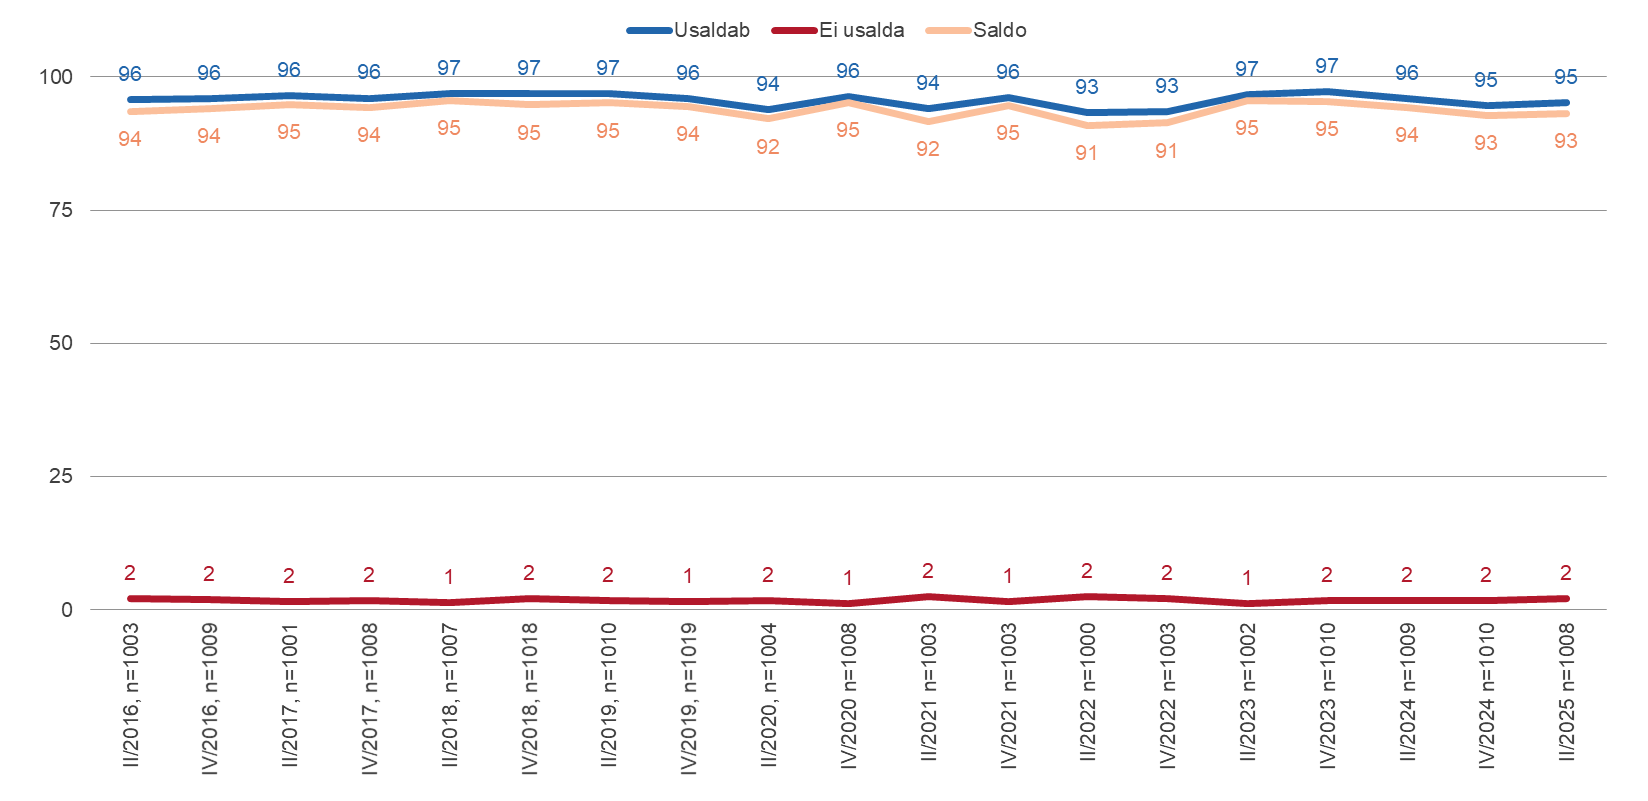 Usaldab Ei usalda Saldo
96 96 96 96 97 97 97 96 94 96 94 96 93 93 97 97 96 95 95
100
94 94 95 94 95 95 95 94 92 95 92 95 91 91 95 95 94 93 93
75
50
25
2 2 2 2 1 2 2 1 2 1 2 1 2 2 1 2 2 2 2
0
II/2016, n=1003
IV/2016, n=1009
II/2017, n=1001
IV/2017, n=1008
II/2018, n=1007
IV/2018, n=1018
II/2019, n=1010
IV/2019, n=1019
II/2020, n=1004
IV/2020 n=1008
II/2021 n=1003
IV/2021 n=1003
II/2022 n=1000
IV/2022 n=1003
II/2023 n=1002
IV/2023 n=1010
II/2024 n=1009
IV/2024 n=1010
II/2025 n=1008